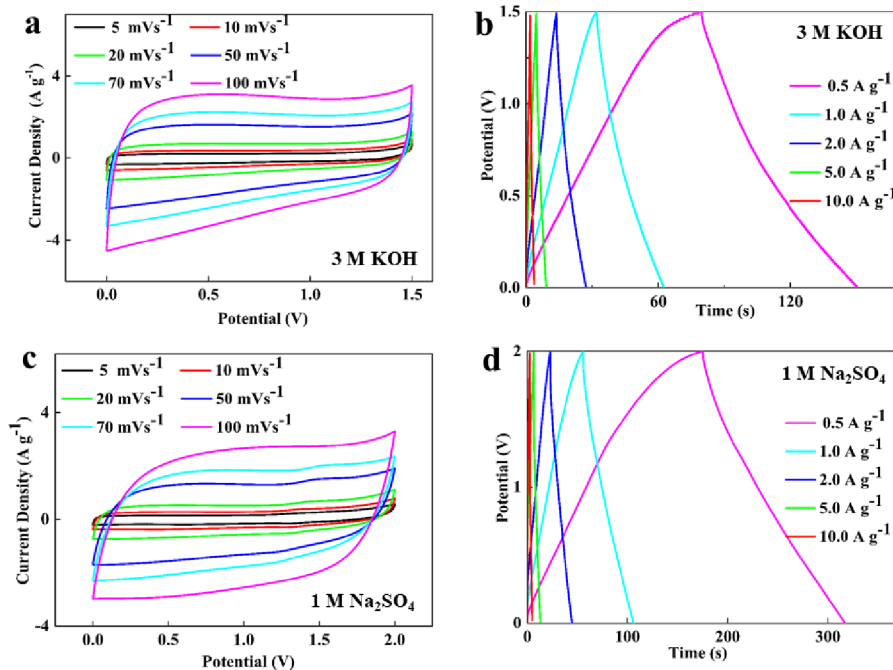 a
5 mVs⁻¹ 10 mVs⁻¹
20 mVs⁻¹ 50 mVs⁻¹
70 mVs⁻¹ 100 mVs⁻¹
Current Density (A g⁻¹)
4
0
-4
3 M KOH
0.0 0.5 1.0 1.5
Potential (V)
b
3 M KOH
0.5 A g⁻¹
1.0 A g⁻¹
2.0 A g⁻¹
5.0 A g⁻¹
10.0 A g⁻¹
Potential (V)
1.5
1.0
0.5
0.0
0 60 120
Time (s)
c
5 mVs⁻¹ 10 mVs⁻¹
20 mVs⁻¹ 50 mVs⁻¹
70 mVs⁻¹ 100 mVs⁻¹
Current Density (A g⁻¹)
4
0
-4
1 M Na₂SO₄
0.0 0.5 1.0 1.5 2.0
Potential (V)
d
1 M Na₂SO₄
0.5 A g⁻¹
1.0 A g⁻¹
2.0 A g⁻¹
5.0 A g⁻¹
10.0 A g⁻¹
Potential (V)
2
1
0
0 100 200 300
Time (s)